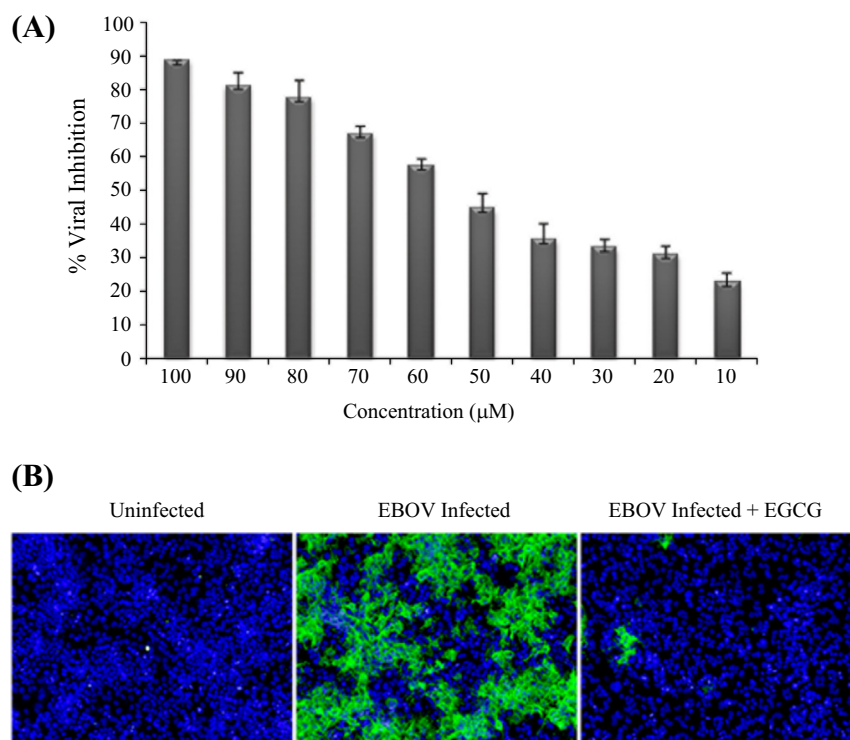 (A)
% Viral Inhibition
100
90
80
70
60
50
40
30
20
10
0
100 90 80 70 60 50 40 30 20 10
Concentration (μM)
(B)
Uninfected EBOV Infected EBOV Infected + EGCG